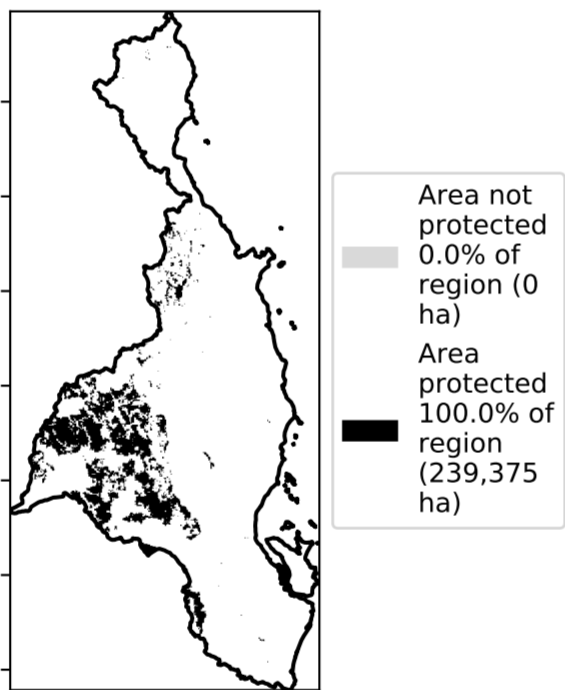 Area not
protected
0.0% of
region (0
ha)
Area
protected
100.0% of
region
(239,375
ha)